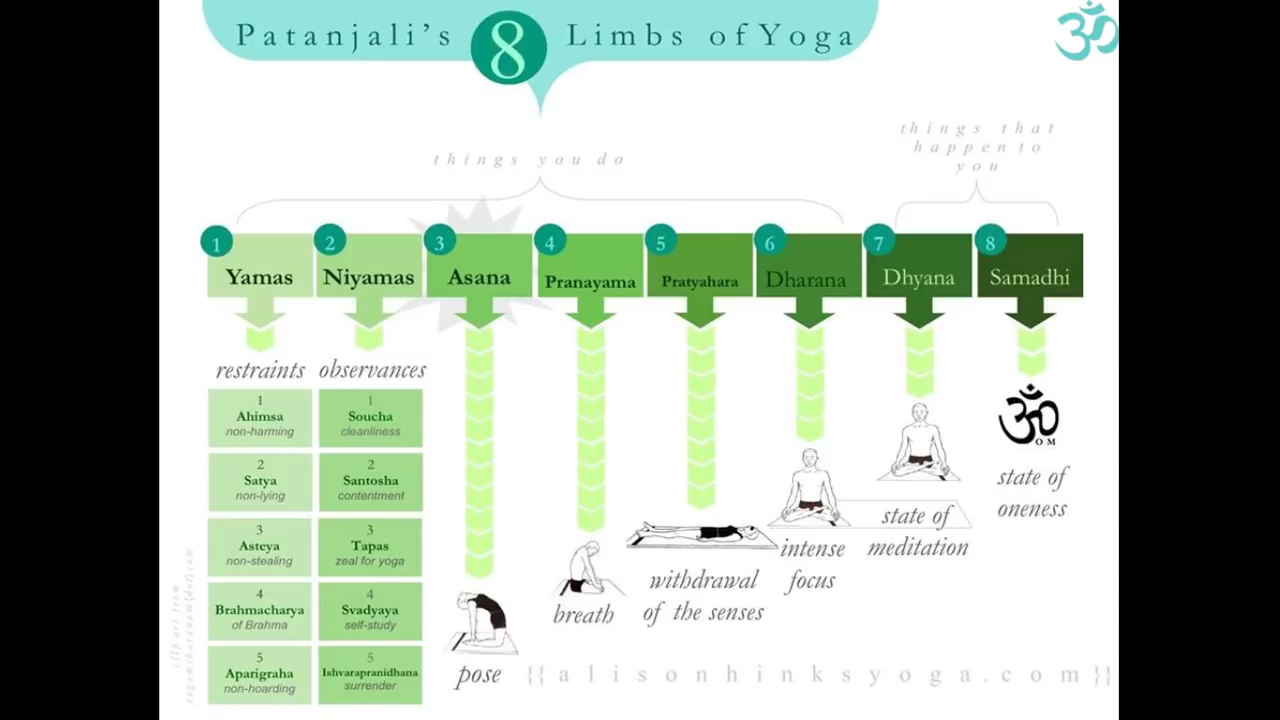 Patanjali's 8 Limbs of Yoga
ॐ
things you do
things that
happen to
you
1 2 3 4 5 6 7 8
Yamas Niyamas Asana Pranayama Pratyahara Dharana Dhyana Samadhi
restraints observances
1
Ahimsa
non-harming
2
Satya
non-lying
3
Asteya
non-stealing
4
Brahmacharya
of Brahma
5
Aparigraha
non-hoarding
1
Soucha
cleanliness
2
Santosha
contentment
3
Tapas
zeal for yoga
4
Svadyaya
self-study
5
Ishvarapranidhana
surrender
pose
breath
withdrawal
of the senses
intense
focus
state of
meditation
ॐ
OM
state of
oneness
{{alisonhinksyoga.com}}
clip art from